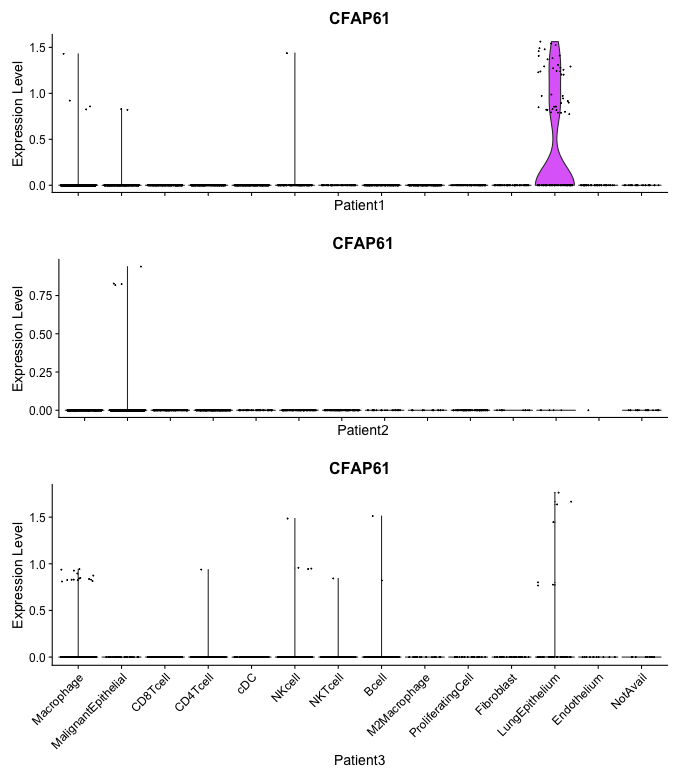 CFAP61
Expression Level
1.5
1.0
0.5
0.0
Patient1
CFAP61
Expression Level
0.75
0.50
0.25
0.00
Patient2
CFAP61
Expression Level
1.5
1.0
0.5
0.0
Macrophage
MalignantEpithelial
CD8Tcell
CD4Tcell
cDC
NKcell
NKTcell
Bcell
M2Macrophage
ProliferatingCell
Fibroblast
LungEpithelium
Endothelium
NotAvail
Patient3